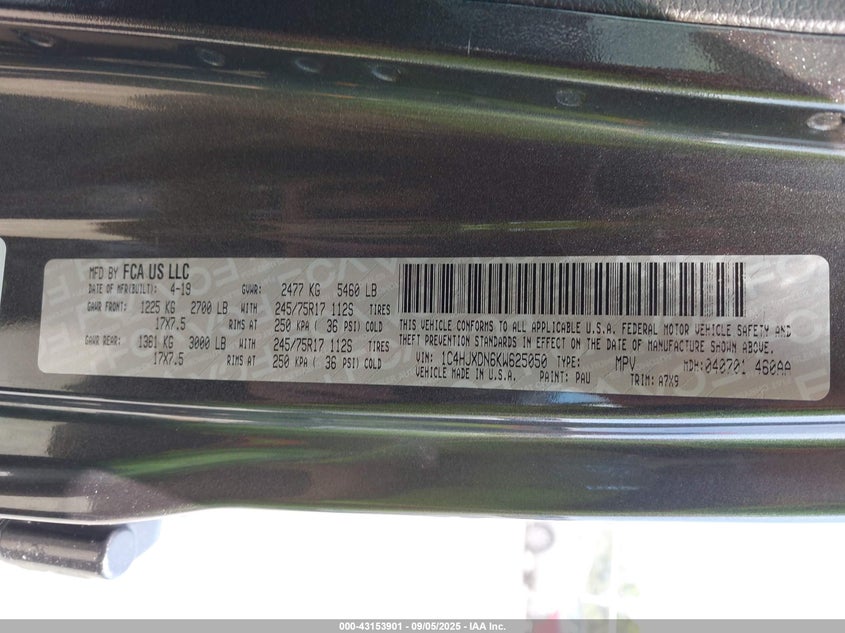 MFD BY FCA US LLC
DATE OF MFR(BUILT): 4-19 GVWR: 2477 KG 5460 LB
GAWR FRONT: 1225 KG 2700 LB WITH 245/75R17 112S TIRES
17X7.5 RIMS AT 250 KPA ( 36 PSI) COLD
GAWR REAR: 1361 KG 3000 LB WITH 245/75R17 112S TIRES
17X7.5 RIMS AT 250 KPA ( 36 PSI) COLD
THIS VEHICLE CONFORMS TO ALL APPLICABLE U.S.A. FEDERAL MOTOR VEHICLE SAFETY AND
THEFT PREVENTION STANDARDS IN EFFECT ON THE DATE OF MANUFACTURE SHOWN ABOVE.
VIN: 1C4HJXDN6KW625050 TYPE: MPV MDH:040701 460AA
VEHICLE MADE IN U.S.A. PAINT: PAU TRIM: A7X9
000-43153901 - 09/05/2025 - IAA Inc.